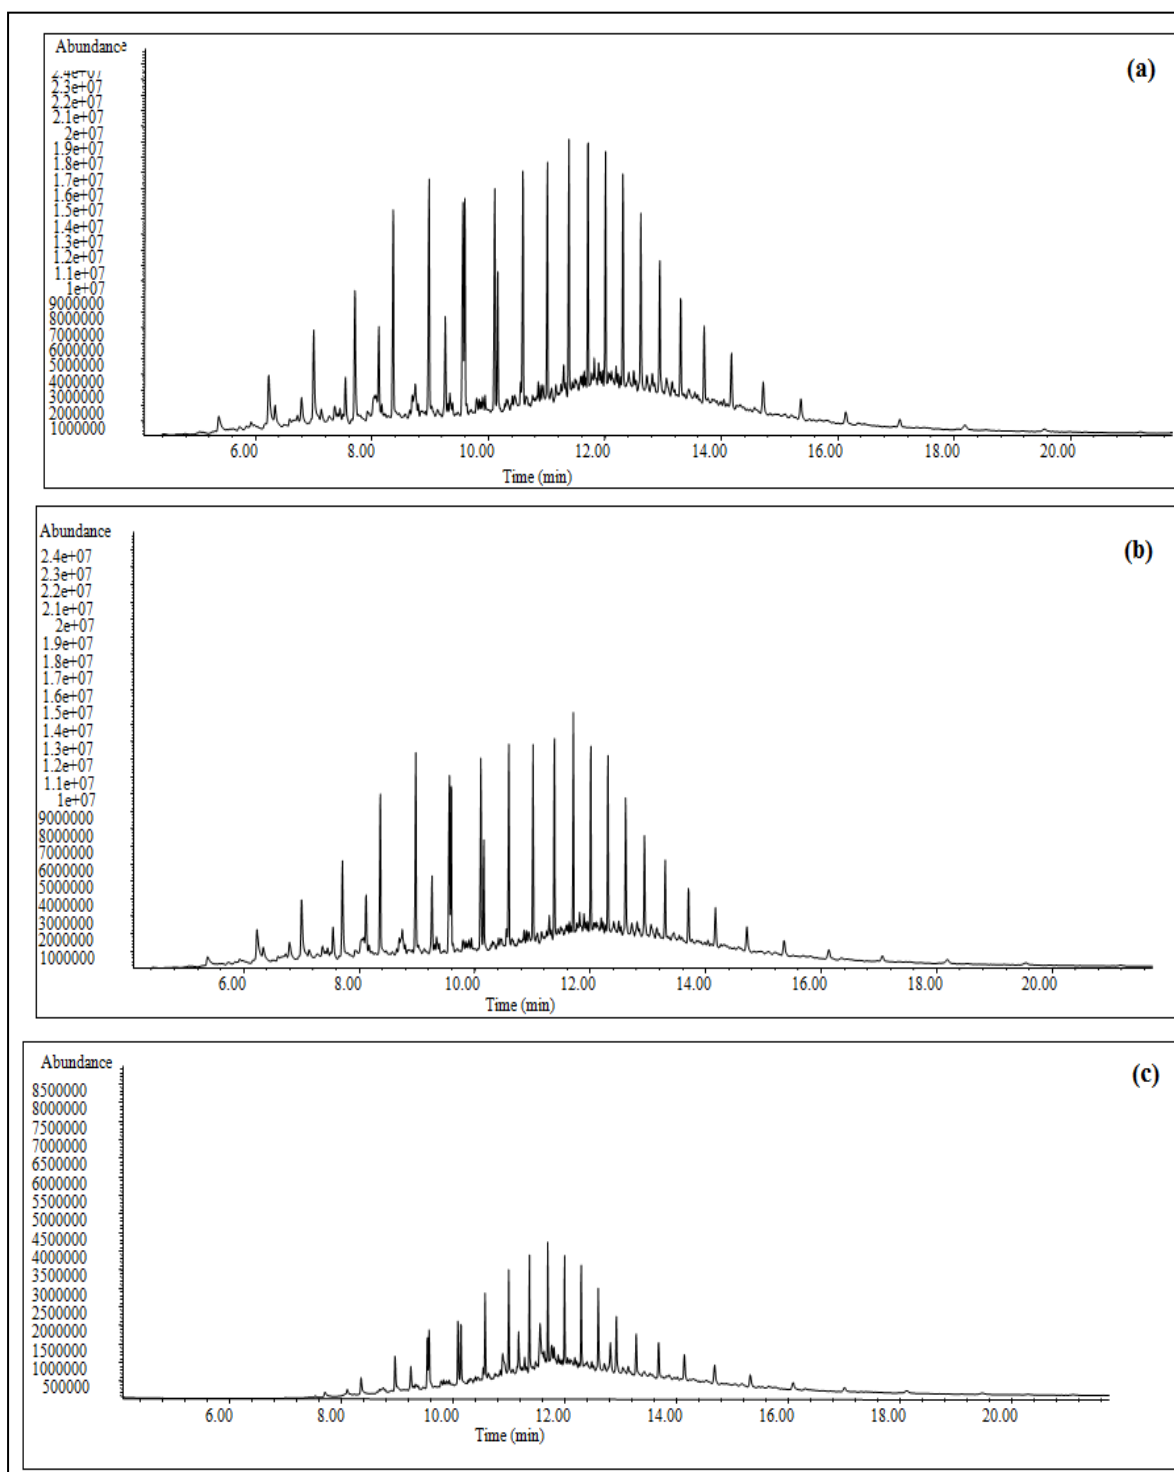 Abundance
(a)
2.4e+07
2.3e+07
2.2e+07
2.1e+07
2e+07
1.9e+07
1.8e+07
1.7e+07
1.6e+07
1.5e+07
1.4e+07
1.3e+07
1.2e+07
1.1e+07
1e+07
9000000
8000000
7000000
6000000
5000000
4000000
3000000
2000000
1000000
6.00 8.00 10.00 12.00 14.00 16.00 18.00 20.00
Time (min)
Abundance
(b)
2.4e+07
2.3e+07
2.2e+07
2.1e+07
2e+07
1.9e+07
1.8e+07
1.7e+07
1.6e+07
1.5e+07
1.4e+07
1.3e+07
1.2e+07
1.1e+07
1e+07
9000000
8000000
7000000
6000000
5000000
4000000
3000000
2000000
1000000
6.00 8.00 10.00 12.00 14.00 16.00 18.00 20.00
Time (min)
Abundance
(c)
8500000
8000000
7500000
7000000
6500000
6000000
5500000
5000000
4500000
4000000
3500000
3000000
2500000
2000000
1500000
1000000
500000
6.00 8.00 10.00 12.00 14.00 16.00 18.00 20.00
Time (min)